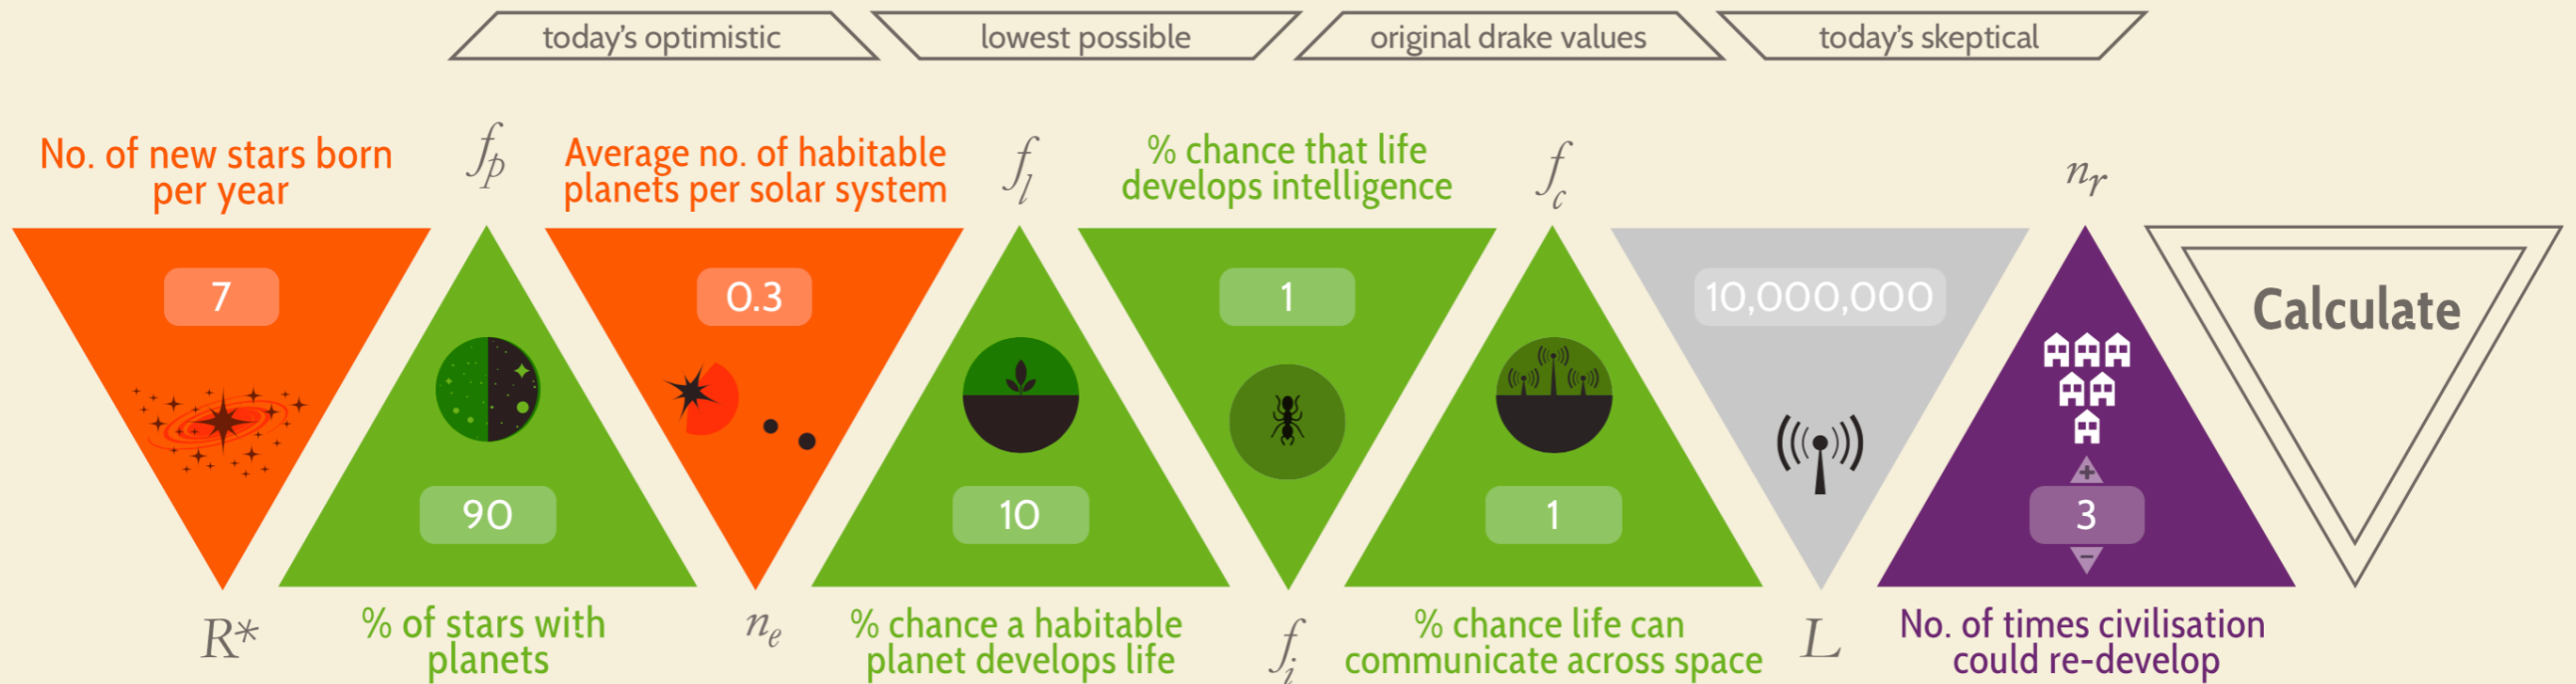 today's optimistic
lowest possible
original drake values
today's skeptical
No. of new stars born
per year
fp
Average no. of habitable
planets per solar system
fl
% chance that life
develops intelligence
fc
nr
7
0.3
1
10,000,000
Calculate
90
10
1
+
3
−
R*
% of stars with
planets
ne
% chance a habitable
planet develops life
fi
% chance life can
communicate across space
L
No. of times civilisation
could re-develop